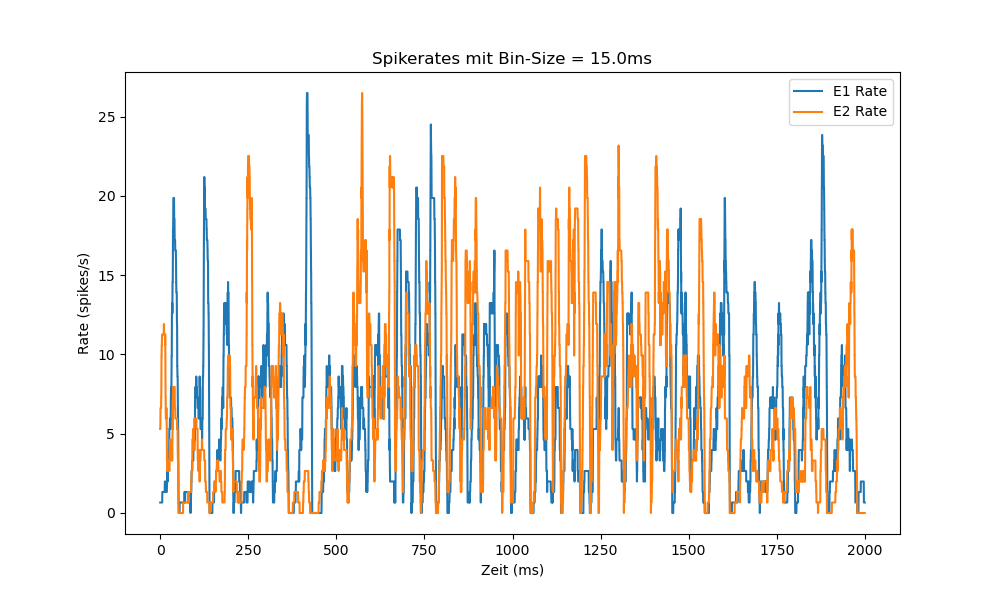 Spikerates mit Bin-Size = 15.0ms
E1 Rate
E2 Rate
Rate (spikes/s)
25
20
15
10
5
0
0 250 500 750 1000 1250 1500 1750 2000
Zeit (ms)